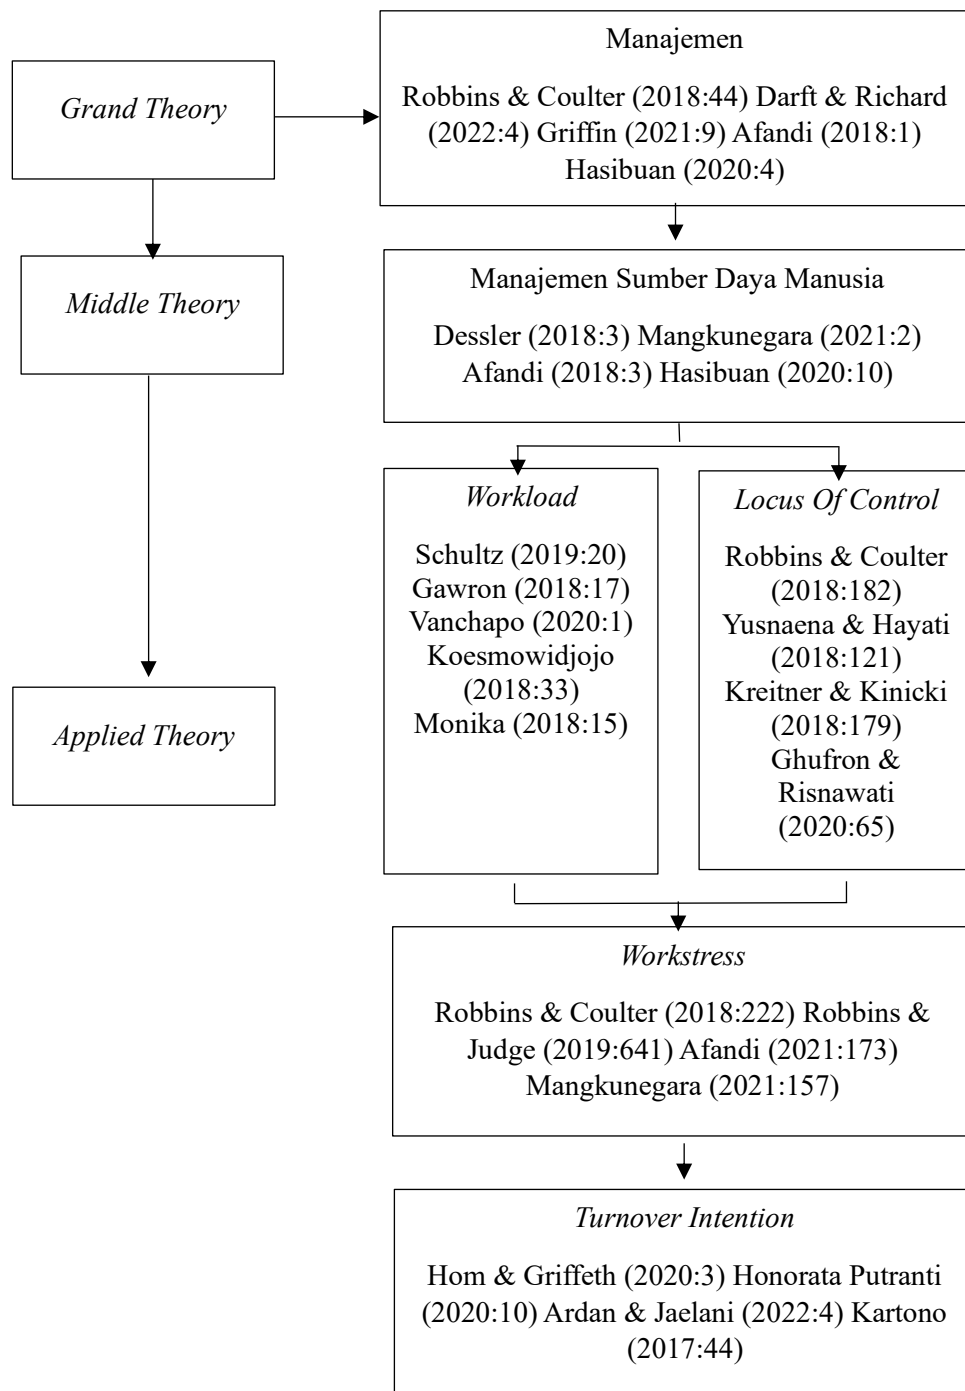 Grand Theory
Manajemen
Robbins & Coulter (2018:44) Darft & Richard
(2022:4) Griffin (2021:9) Afandi (2018:1)
Hasibuan (2020:4)
Middle Theory
Manajemen Sumber Daya Manusia
Dessler (2018:3) Mangkunegara (2021:2)
Afandi (2018:3) Hasibuan (2020:10)
Applied Theory
Workload
Schultz (2019:20)
Gawron (2018:17)
Vanchapo (2020:1)
Koesmowidjojo
(2018:33)
Monika (2018:15)
Locus Of Control
Robbins & Coulter
(2018:182)
Yusnaena & Hayati
(2018:121)
Kreitner & Kinicki
(2018:179)
Ghufron &
Risnawati
(2020:65)
Workstress
Robbins & Coulter (2018:222) Robbins &
Judge (2019:641) Afandi (2021:173)
Mangkunegara (2021:157)
Turnover Intention
Hom & Griffeth (2020:3) Honorata Putranti
(2020:10) Ardan & Jaelani (2022:4) Kartono
(2017:44)